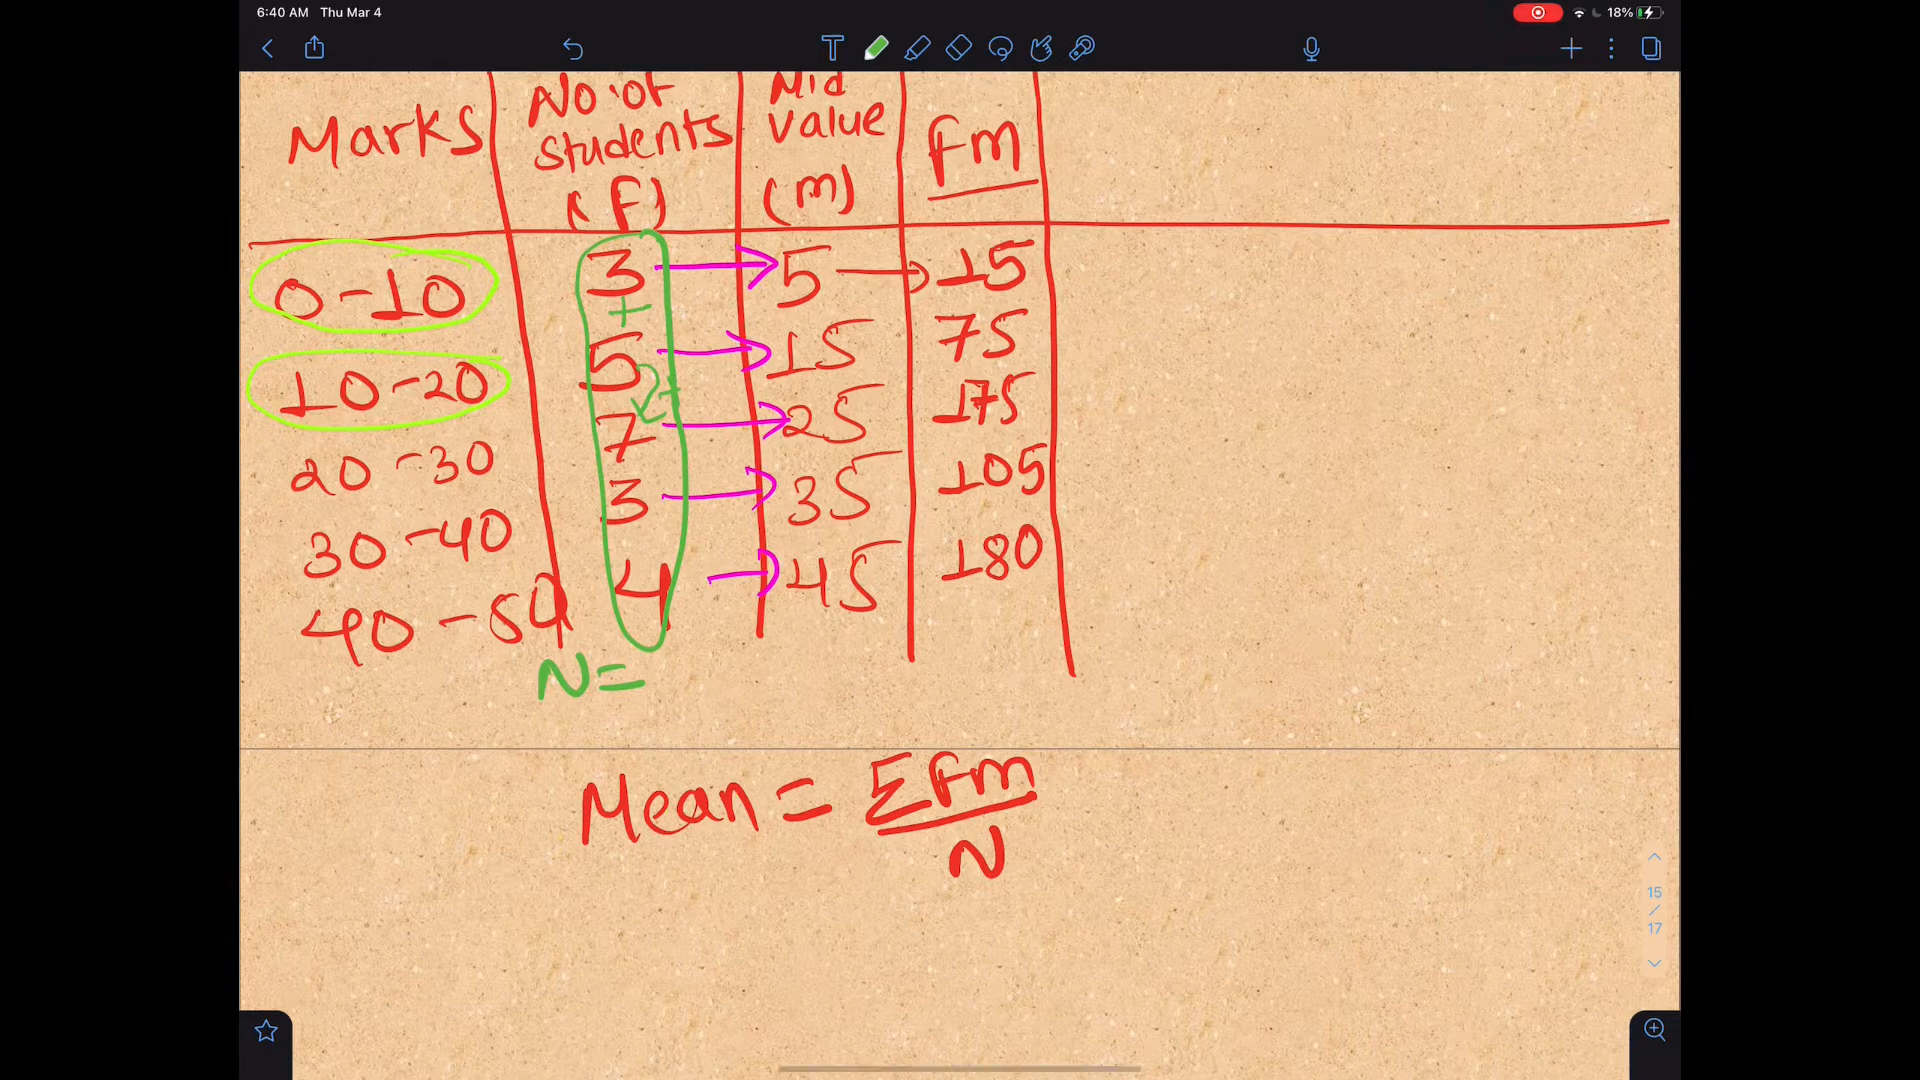 6:40 AM Thu Mar 4
18%
T
Marks
No. of students (F)
Mid value (m)
Fm
0-10 3 5 15
+
10-20 5 15 75
+
20-30 7 25 175
30-40 3 35 105
40-50 4 45 180
N=
Mean = ΣFm
N
15
/
17